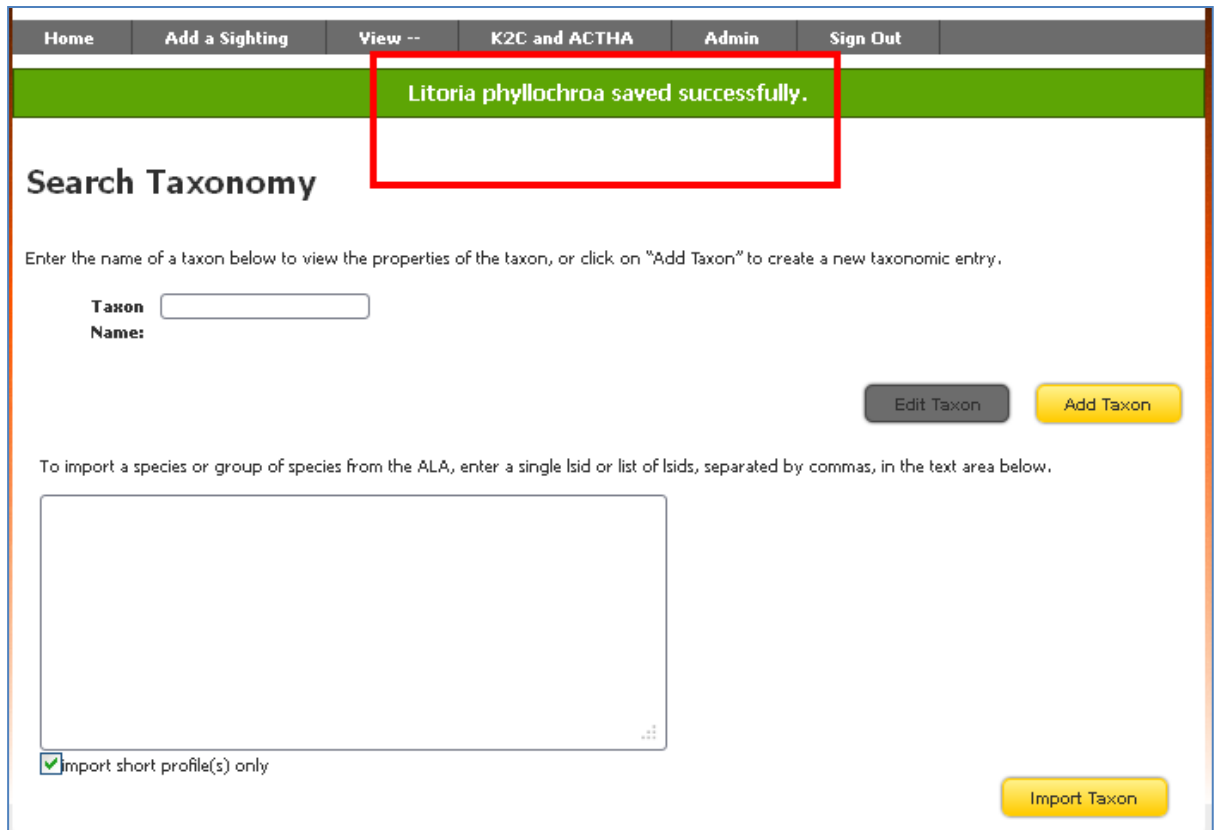 Home Add a Sighting View -- K2C and ACTHA Admin Sign Out
Litoria phyllochroa saved successfully.
Search Taxonomy
Enter the name of a taxon below to view the properties of the taxon, or click on “Add Taxon” to create a new taxonomic entry.
Taxon
Name:
Edit Taxon Add Taxon
To import a species or group of species from the ALA, enter a single lsid or list of lsids, separated by commas, in the text area below.
import short profile(s) only
Import Taxon